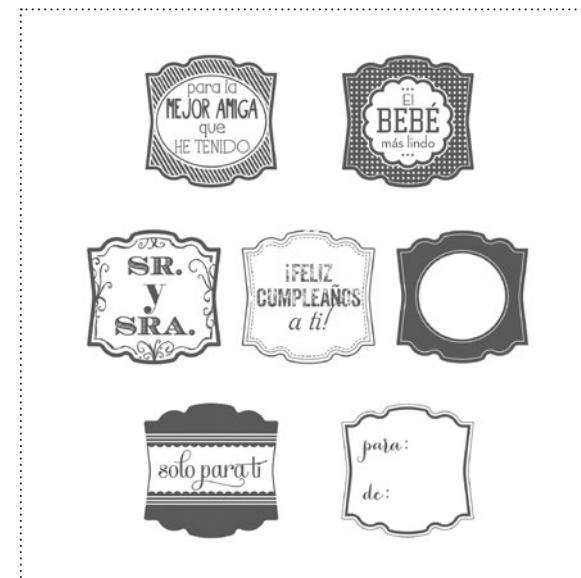 para la
MEJOR AMIGA
que
HE TENIDO
El
BEBÉ
más lindo
SR.
y
SRA.
¡FELIZ
CUMPLEAÑOS
a ti!
solo para ti
para:
de: